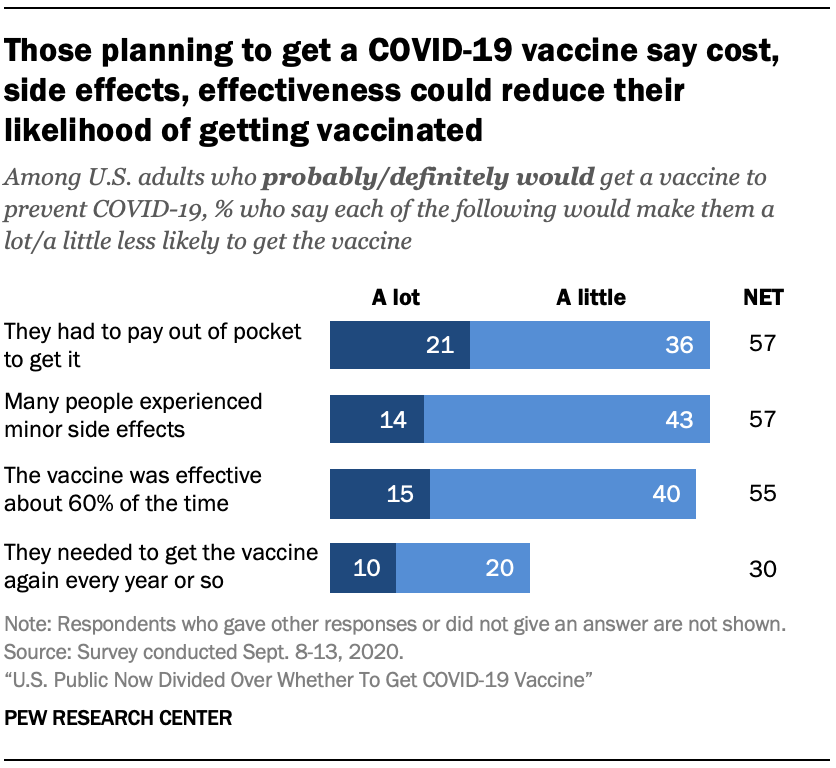 Those planning to get a COVID-19 vaccine say cost,
side effects, effectiveness could reduce their
likelihood of getting vaccinated
Among U.S. adults who probably/definitely would get a vaccine to
prevent COVID-19, % who say each of the following would make them a
lot/a little less likely to get the vaccine
A lot A little NET
They had to pay out of pocket
to get it
21 36 57
Many people experienced
minor side effects
14 43 57
The vaccine was effective
about 60% of the time
15 40 55
They needed to get the vaccine
again every year or so
10 20 30
Note: Respondents who gave other responses or did not give an answer are not shown.
Source: Survey conducted Sept. 8-13, 2020.
“U.S. Public Now Divided Over Whether To Get COVID-19 Vaccine”
PEW RESEARCH CENTER